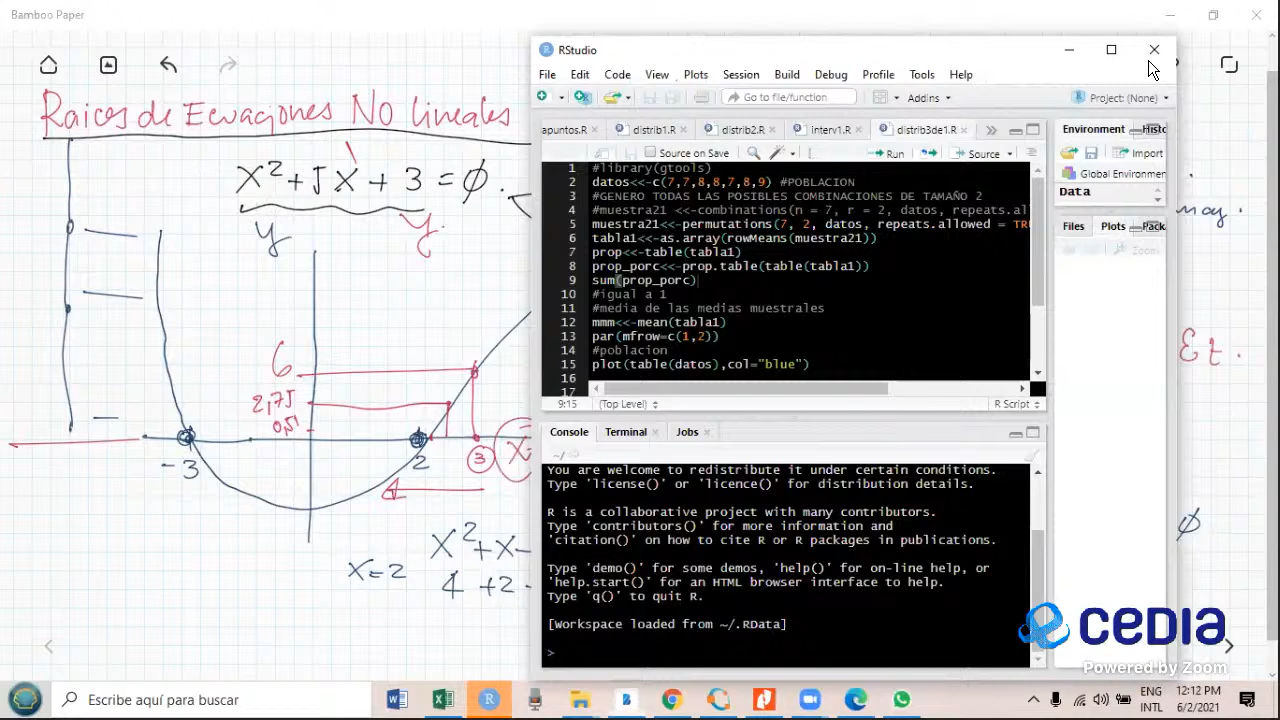 Bamboo Paper
Raices de Ecuaciones NO lineales
x² + 5x + 3 = Ø.
y
y.
6
2,75
0,5
-3
2
3
x=2
x² + x -
4 + 2 -
may.
Et.
Ø
RStudio
File Edit Code View Plots Session Build Debug Profile Tools Help
Go to file/function
Addins
Project: (None)
apuntos.R
distrib1.R
distrib2.R
interv1.R
distrib3de1.R
Source on Save
Run
Source
1 #library(gtools)
2 datos<<-c(7,7,8,8,7,8,9) #POBLACION
3 #GENERO TODAS LAS POSIBLES COMBINACIONES DE TAMAÑO 2
4 #muestra21 <<-combinations(n = 7, r = 2, datos, repeats.al
5 muestra21<<-permutations(7, 2, datos, repeats.allowed = TR
6 tabla1<<-as.array(rowMeans(muestra21))
7 prop<<-table(tabla1)
8 prop_porc<<-prop.table(table(tabla1))
9 sum(prop_porc)
10 #igual a 1
11 #media de las medias muestrales
12 mmm<<-mean(tabla1)
13 par(mfrow=c(1,2))
14 #poblacion
15 plot(table(datos),col="blue")
16
17
9:15 (Top Level) R Script
Console Terminal Jobs
~/
You are welcome to redistribute it under certain conditions.
Type 'license()' or 'licence()' for distribution details.
R is a collaborative project with many contributors.
Type 'contributors()' for more information and
'citation()' on how to cite R or R packages in publications.
Type 'demo()' for some demos, 'help()' for on-line help, or
'help.start()' for an HTML browser interface to help.
Type 'q()' to quit R.
[Workspace loaded from ~/.RData]
>
Environment Histo
Import
Global Environmen
Data
Files Plots Pack
Zoom
CEDIA
Powered by Zoom
Escribe aquí para buscar
ENG
INTL
12:12 PM
6/2/2021